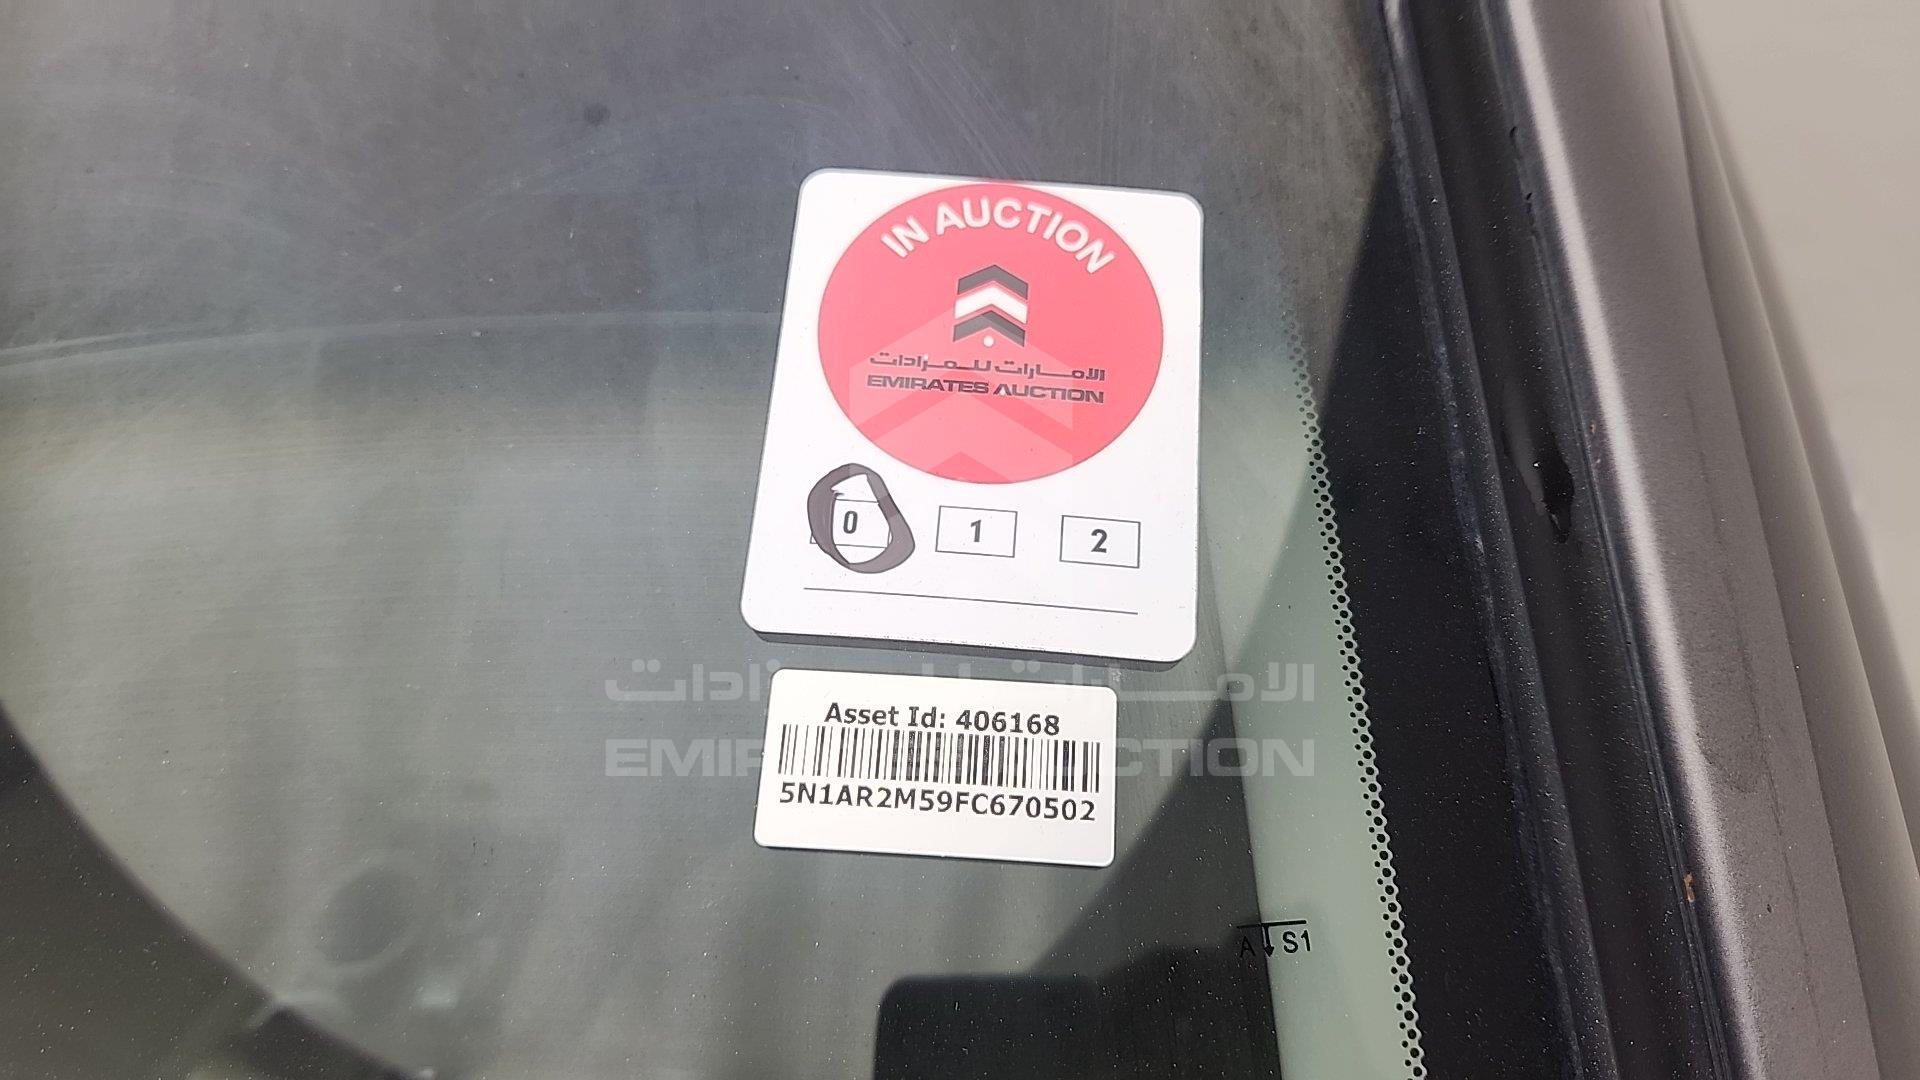 IN AUCTION
الامارات للمزادات
EMIRATES AUCTION
0 1 2
الامارات للمزادات
EMIRATES AUCTION
Asset Id: 406168
5N1AR2M59FC670502
A S1